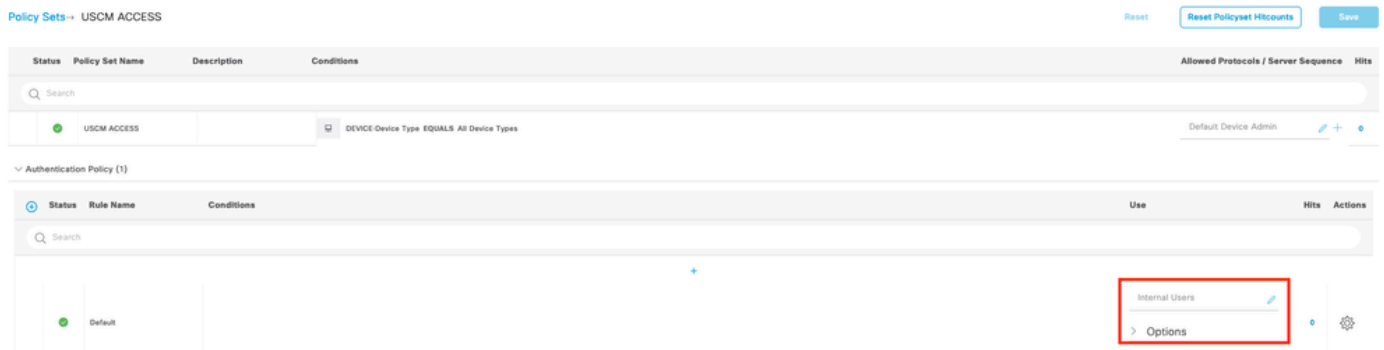 Policy Sets→ USCM ACCESS
Reset
Reset Policyset Hitcounts
Save
Status Policy Set Name Description Conditions Allowed Protocols / Server Sequence Hits
Search
USCM ACCESS DEVICE-Device Type EQUALS All Device Types Default Device Admin + 0
Authentication Policy (1)
Status Rule Name Conditions Use Hits Actions
Search
+
Internal Users
Default 0
> Options